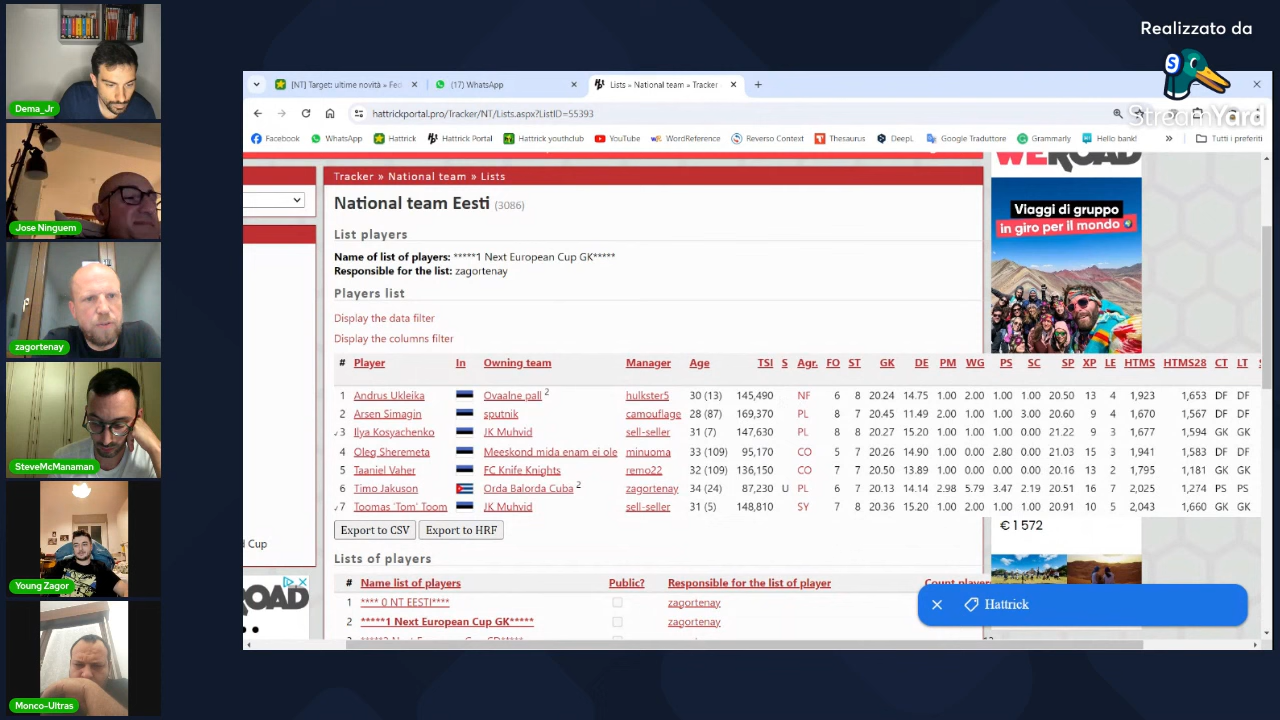 Realizzato da
StreamYard
Dema_Jr
Jose Ninguem
zagortenay
SteveMcManaman
Young Zagor
Monco-Ultras
[NT] Target: ultime novità » Fed
(17) WhatsApp
Lists » National team » Tracker
hattrickportal.pro/Tracker/NT/Lists.aspx?ListID=55393
Facebook WhatsApp Hattrick Hattrick Portal Hattrick youthclub YouTube WordReference Reverso Context Thesaurus DeepL Google Traduttore Grammarly Hello bank! » Tutti i preferiti
Tracker » National team » Lists
National team Eesti (3086)
List players
Name of list of players: *****1 Next European Cup GK*****
Responsible for the list: zagortenay
Players list
Display the data filter
Display the columns filter
# Player In Owning team Manager Age TSI S Agr. FO ST GK DE PM WG PS SC SP XP LE HTMS HTMS28 CT LT
1 Andrus Ukleika Ovaalne pall 2 hulkster5 30 (13) 145,490 NF 6 8 20.24 14.75 1.00 2.00 1.00 1.00 20.50 13 4 1,923 1,653 DF DF
2 Arsen Simagin sputnik camouflage 28 (87) 169,370 PL 8 7 20.45 11.49 2.00 2.00 1.00 3.00 20.60 9 4 1,670 1,567 DF DF
3 Ilya Kosyachenko JK Muhvid sell-seller 31 (7) 147,630 PL 8 8 20.27 15.20 1.00 2.00 1.00 0.00 21.22 9 3 1,677 1,594 GK GK
4 Oleg Sheremeta Meeskond mida enam ei ole minuoma 33 (109) 95,170 CO 5 7 20.26 14.90 1.00 1.00 2.80 1.00 21.03 15 3 1,941 1,583 DF DF
5 Taaniel Vaher FC Knife Knights remo22 32 (109) 136,150 CO 7 7 20.50 13.89 1.00 1.00 1.00 0.00 20.16 13 2 1,795 1,181 GK GK
6 Timo Jakuson Orda Balorda Cuba 2 zagortenay 34 (24) 87,230 U PL 6 7 20.13 14.14 2.98 5.79 3.47 2.19 20.51 16 7 2,025 1,274 PS PS
7 Toomas 'Tom' Toom JK Muhvid sell-seller 31 (5) 148,810 SY 7 8 20.36 15.20 1.00 2.00 1.00 1.00 20.91 10 5 2,043 1,660 GK GK
Export to CSV Export to HRF
Lists of players
# Name list of players Public? Responsible for the list of player Count players
1 **** 0 NT EESTI**** zagortenay
2 *****1 Next European Cup GK***** zagortenay
d Cup
OAD
WEROAD
Viaggi di gruppo
in giro per il mondo
€ 1 572
Hattrick